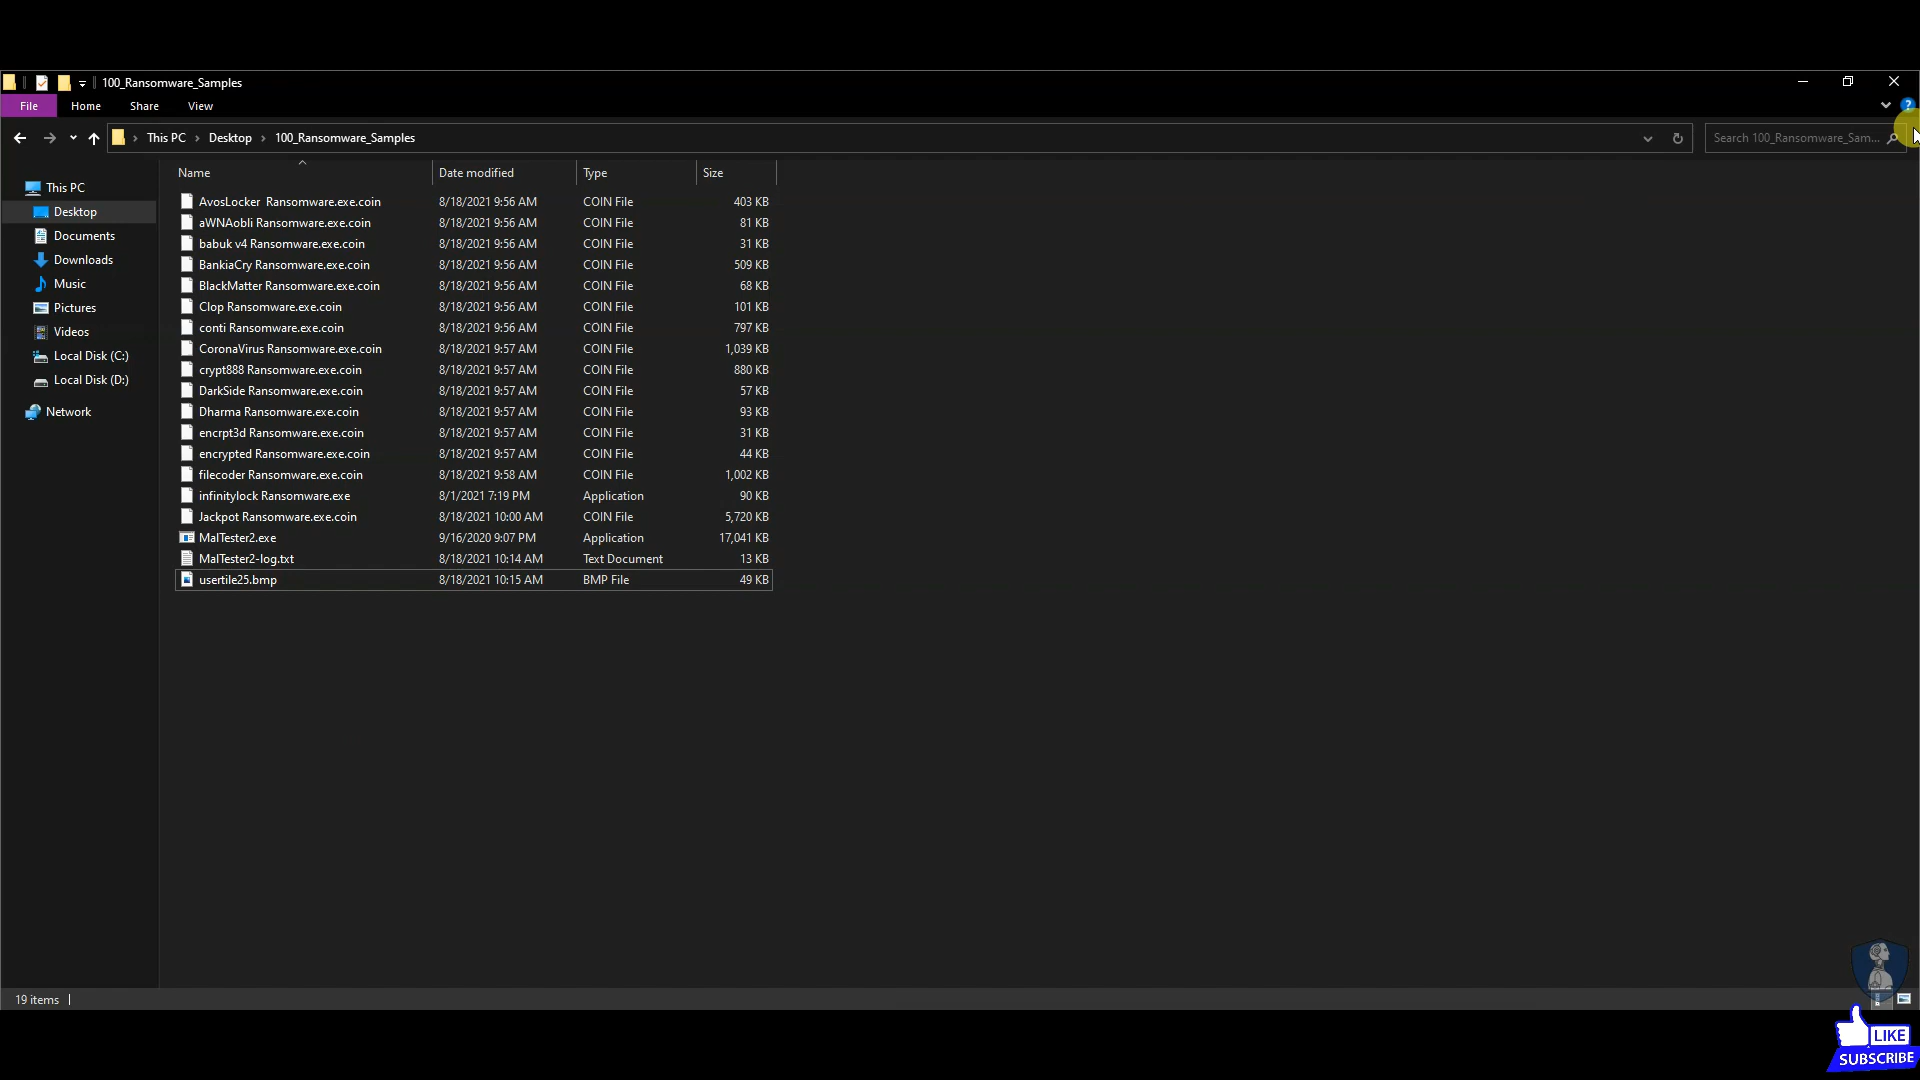 100_Ransomware_Samples
File Home Share View
This PC Desktop 100_Ransomware_Samples Search 100_Ransomware_Sam...
Name Date modified Type Size
This PC
Desktop
Documents
Downloads
Music
Pictures
Videos
Local Disk (C:)
Local Disk (D:)
Network
AvosLocker  Ransomware.exe.coin 8/18/2021 9:56 AM COIN File 403 KB
aWNAobli Ransomware.exe.coin 8/18/2021 9:56 AM COIN File 81 KB
babuk v4 Ransomware.exe.coin 8/18/2021 9:56 AM COIN File 31 KB
BankiaCry Ransomware.exe.coin 8/18/2021 9:56 AM COIN File 509 KB
BlackMatter Ransomware.exe.coin 8/18/2021 9:56 AM COIN File 68 KB
Clop Ransomware.exe.coin 8/18/2021 9:56 AM COIN File 101 KB
conti Ransomware.exe.coin 8/18/2021 9:56 AM COIN File 797 KB
CoronaVirus Ransomware.exe.coin 8/18/2021 9:57 AM COIN File 1,039 KB
crypt888 Ransomware.exe.coin 8/18/2021 9:57 AM COIN File 880 KB
DarkSide Ransomware.exe.coin 8/18/2021 9:57 AM COIN File 57 KB
Dharma Ransomware.exe.coin 8/18/2021 9:57 AM COIN File 93 KB
encrpt3d Ransomware.exe.coin 8/18/2021 9:57 AM COIN File 31 KB
encrypted Ransomware.exe.coin 8/18/2021 9:57 AM COIN File 44 KB
filecoder Ransomware.exe.coin 8/18/2021 9:58 AM COIN File 1,002 KB
infinitylock Ransomware.exe 8/1/2021 7:19 PM Application 90 KB
Jackpot Ransomware.exe.coin 8/18/2021 10:00 AM COIN File 5,720 KB
MalTester2.exe 9/16/2020 9:07 PM Application 17,041 KB
MalTester2-log.txt 8/18/2021 10:14 AM Text Document 13 KB
usertile25.bmp 8/18/2021 10:15 AM BMP File 49 KB
19 items
LIKE
SUBSCRIBE